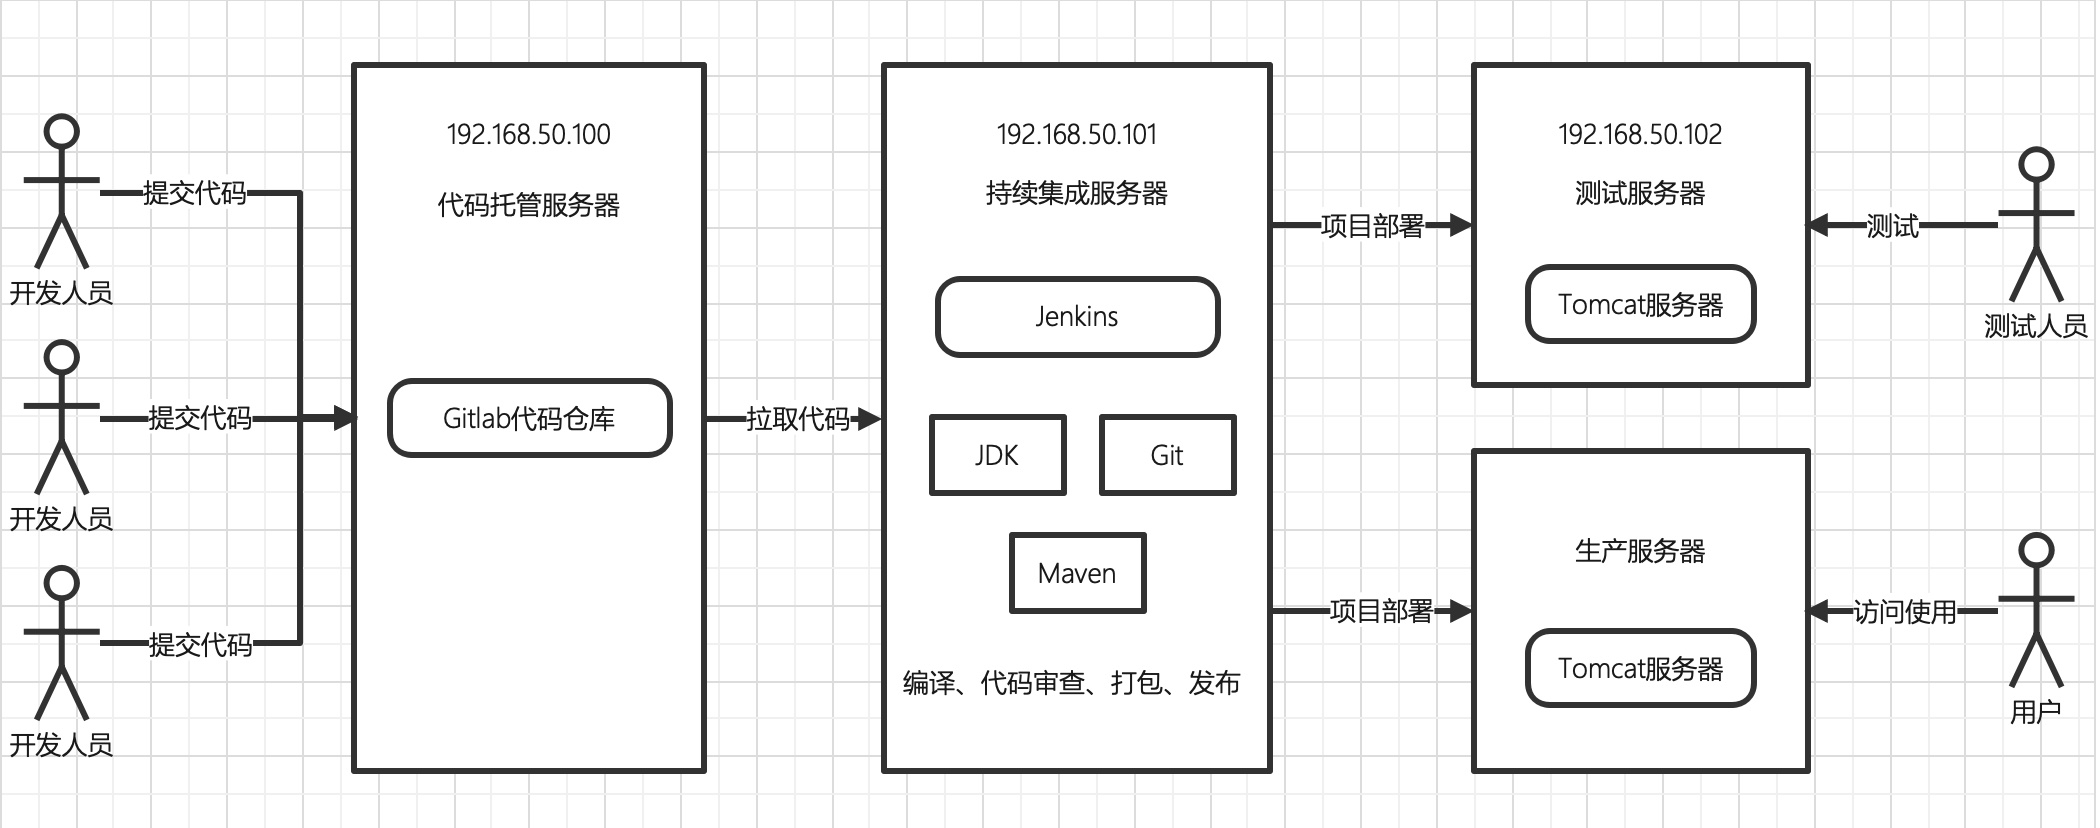 提交代码
开发人员
提交代码
开发人员
提交代码
开发人员
192.168.50.100
代码托管服务器
Gitlab代码仓库
拉取代码
192.168.50.101
持续集成服务器
Jenkins
JDK
Git
Maven
编译、代码审查、打包、发布
项目部署
项目部署
192.168.50.102
测试服务器
Tomcat服务器
生产服务器
Tomcat服务器
测试
测试人员
访问使用
用户